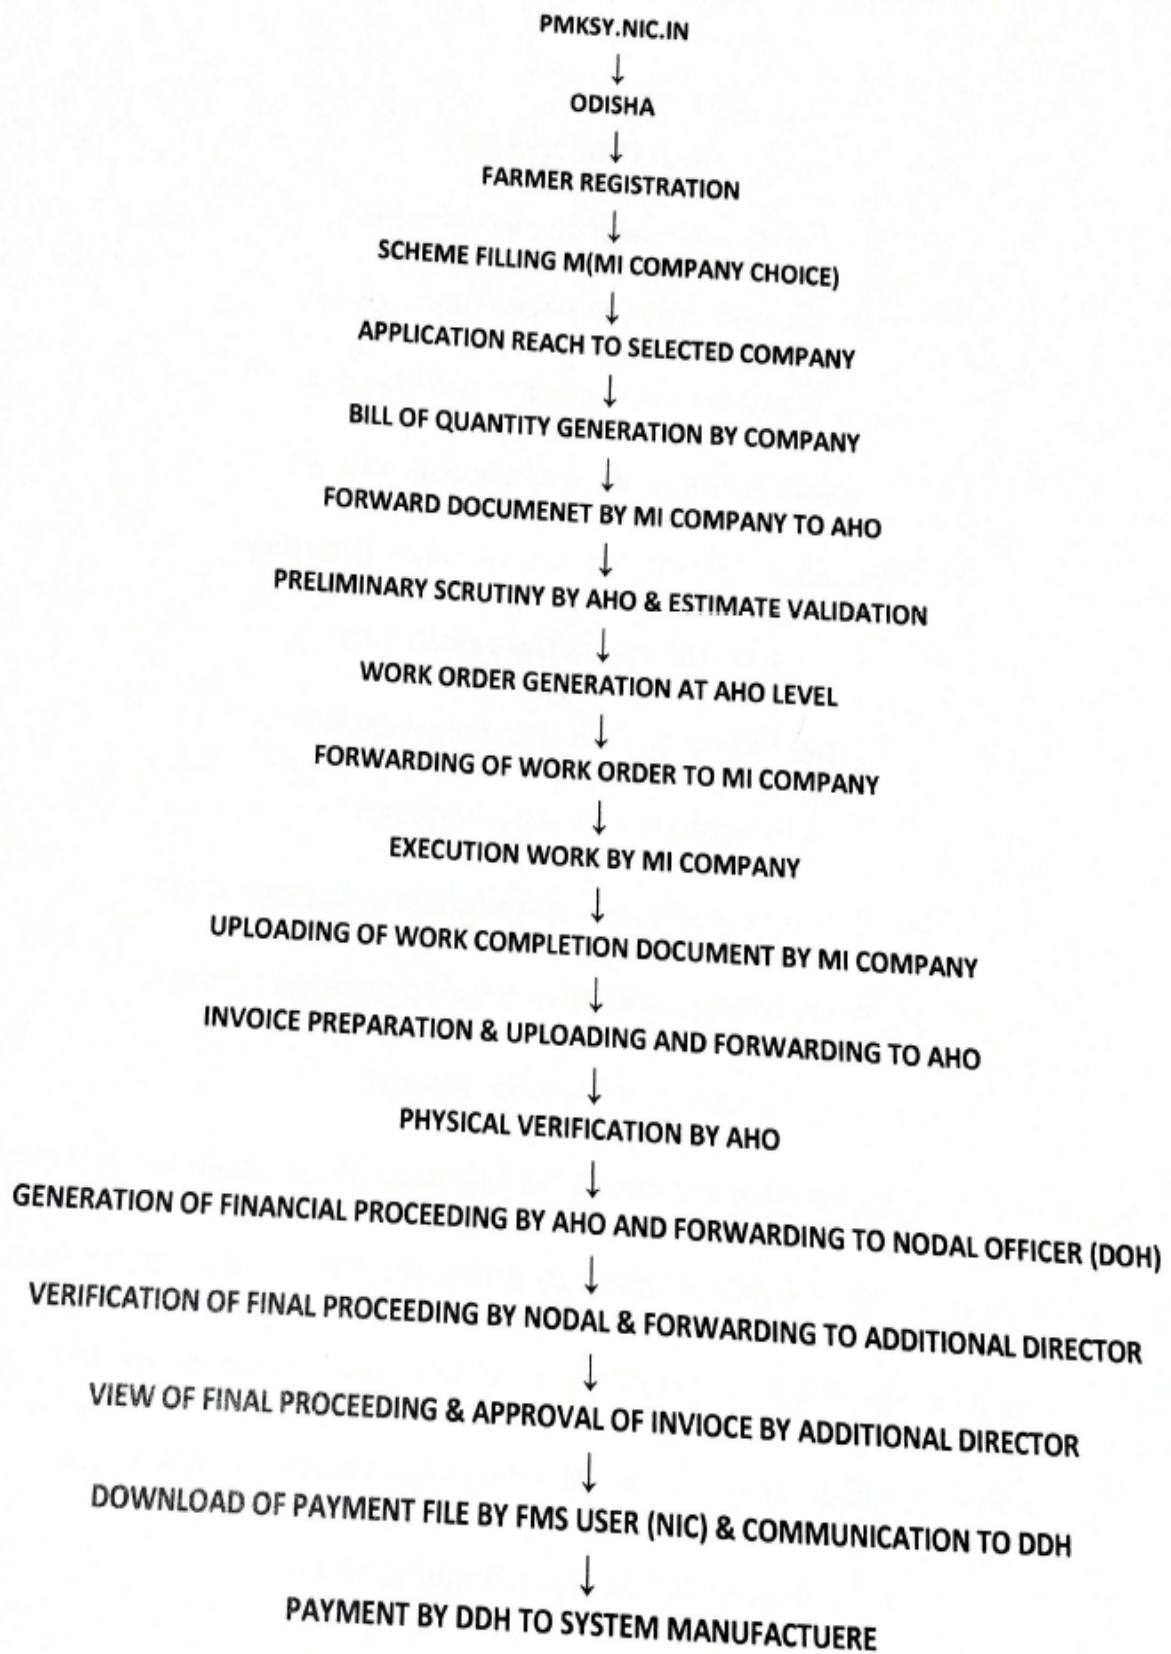 PMKSY.NIC.IN
↓
ODISHA
↓
FARMER REGISTRATION
↓
SCHEME FILLING M(MI COMPANY CHOICE)
↓
APPLICATION REACH TO SELECTED COMPANY
↓
BILL OF QUANTITY GENERATION BY COMPANY
↓
FORWARD DOCUMENET BY MI COMPANY TO AHO
↓
PRELIMINARY SCRUTINY BY AHO & ESTIMATE VALIDATION
↓
WORK ORDER GENERATION AT AHO LEVEL
↓
FORWARDING OF WORK ORDER TO MI COMPANY
↓
EXECUTION WORK BY MI COMPANY
↓
UPLOADING OF WORK COMPLETION DOCUMENT BY MI COMPANY
↓
INVOICE PREPARATION & UPLOADING AND FORWARDING TO AHO
↓
PHYSICAL VERIFICATION BY AHO
↓
GENERATION OF FINANCIAL PROCEEDING BY AHO AND FORWARDING TO NODAL OFFICER (DOH)
↓
VERIFICATION OF FINAL PROCEEDING BY NODAL & FORWARDING TO ADDITIONAL DIRECTOR
↓
VIEW OF FINAL PROCEEDING & APPROVAL OF INVIOCE BY ADDITIONAL DIRECTOR
↓
DOWNLOAD OF PAYMENT FILE BY FMS USER (NIC) & COMMUNICATION TO DDH
↓
PAYMENT BY DDH TO SYSTEM MANUFACTUERE